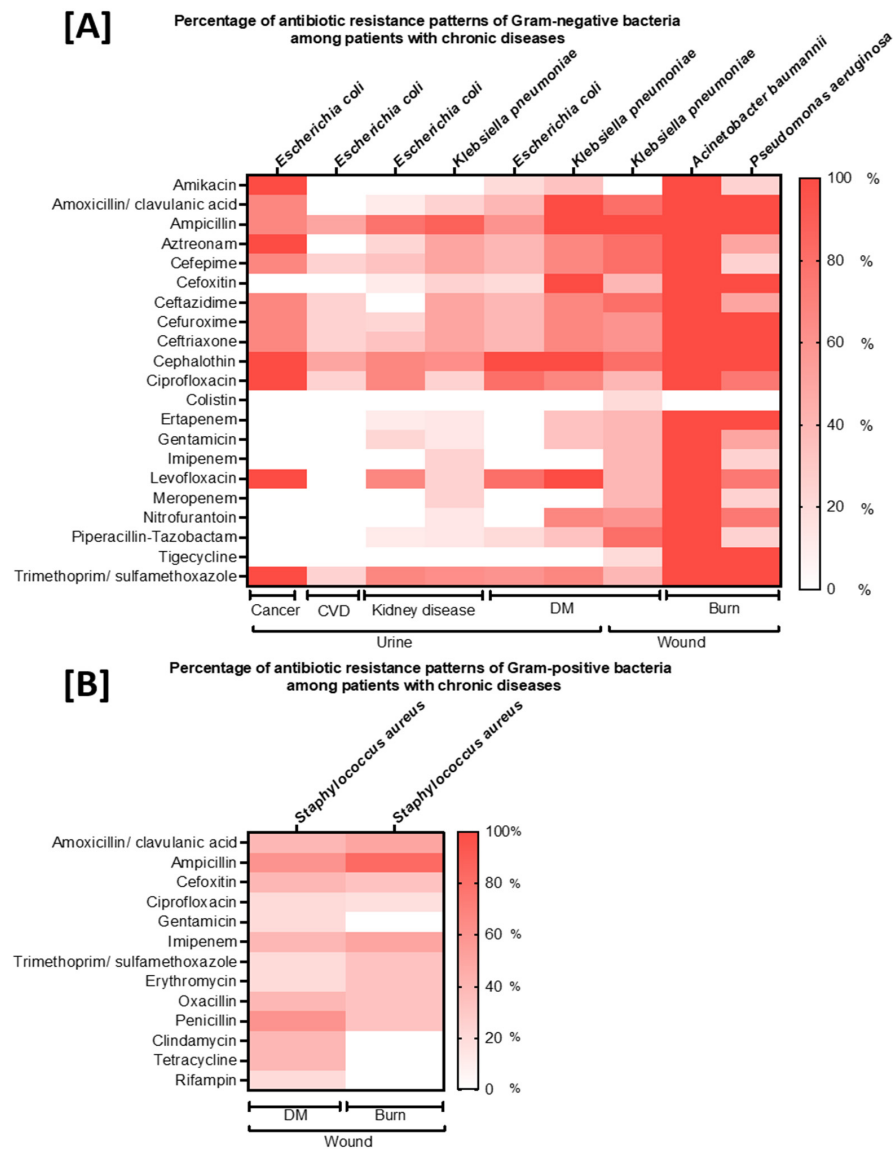 [A]
Percentage of antibiotic resistance patterns of Gram-negative bacteria
among patients with chronic diseases
Escherichia coli
Escherichia coli
Escherichia coli
Klebsiella pneumoniae
Escherichia coli
Klebsiella pneumoniae
Klebsiella pneumoniae
Acinetobacter baumannii
Pseudomonas aeruginosa
Amikacin
Amoxicillin/ clavulanic acid
Ampicillin
Aztreonam
Cefepime
Cefoxitin
Ceftazidime
Cefuroxime
Ceftriaxone
Cephalothin
Ciprofloxacin
Colistin
Ertapenem
Gentamicin
Imipenem
Levofloxacin
Meropenem
Nitrofurantoin
Piperacillin-Tazobactam
Tigecycline
Trimethoprim/ sulfamethoxazole
100 %
80 %
60 %
40 %
20 %
0 %
Cancer CVD Kidney disease DM Burn
Urine Wound
[B]
Percentage of antibiotic resistance patterns of Gram-positive bacteria
among patients with chronic diseases
Staphylococcus aureus
Staphylococcus aureus
Amoxicillin/ clavulanic acid
Ampicillin
Cefoxitin
Ciprofloxacin
Gentamicin
Imipenem
Trimethoprim/ sulfamethoxazole
Erythromycin
Oxacillin
Penicillin
Clindamycin
Tetracycline
Rifampin
100%
80 %
60 %
40 %
20 %
0 %
DM Burn
Wound